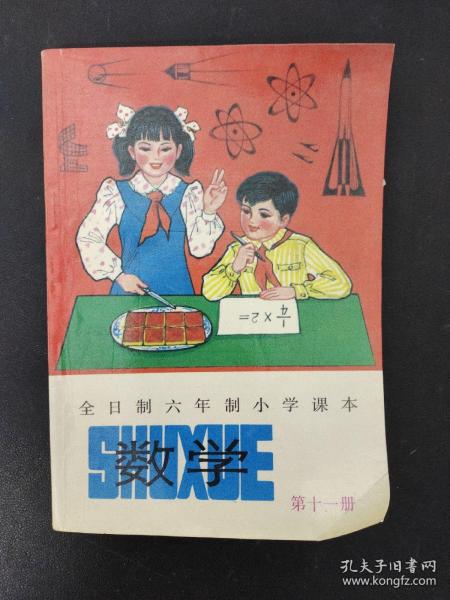 1/4 × 2 =
全日制六年制小学课本
SHUXUE
数学
第十一册
孔夫子旧书网
www.kongfz.com